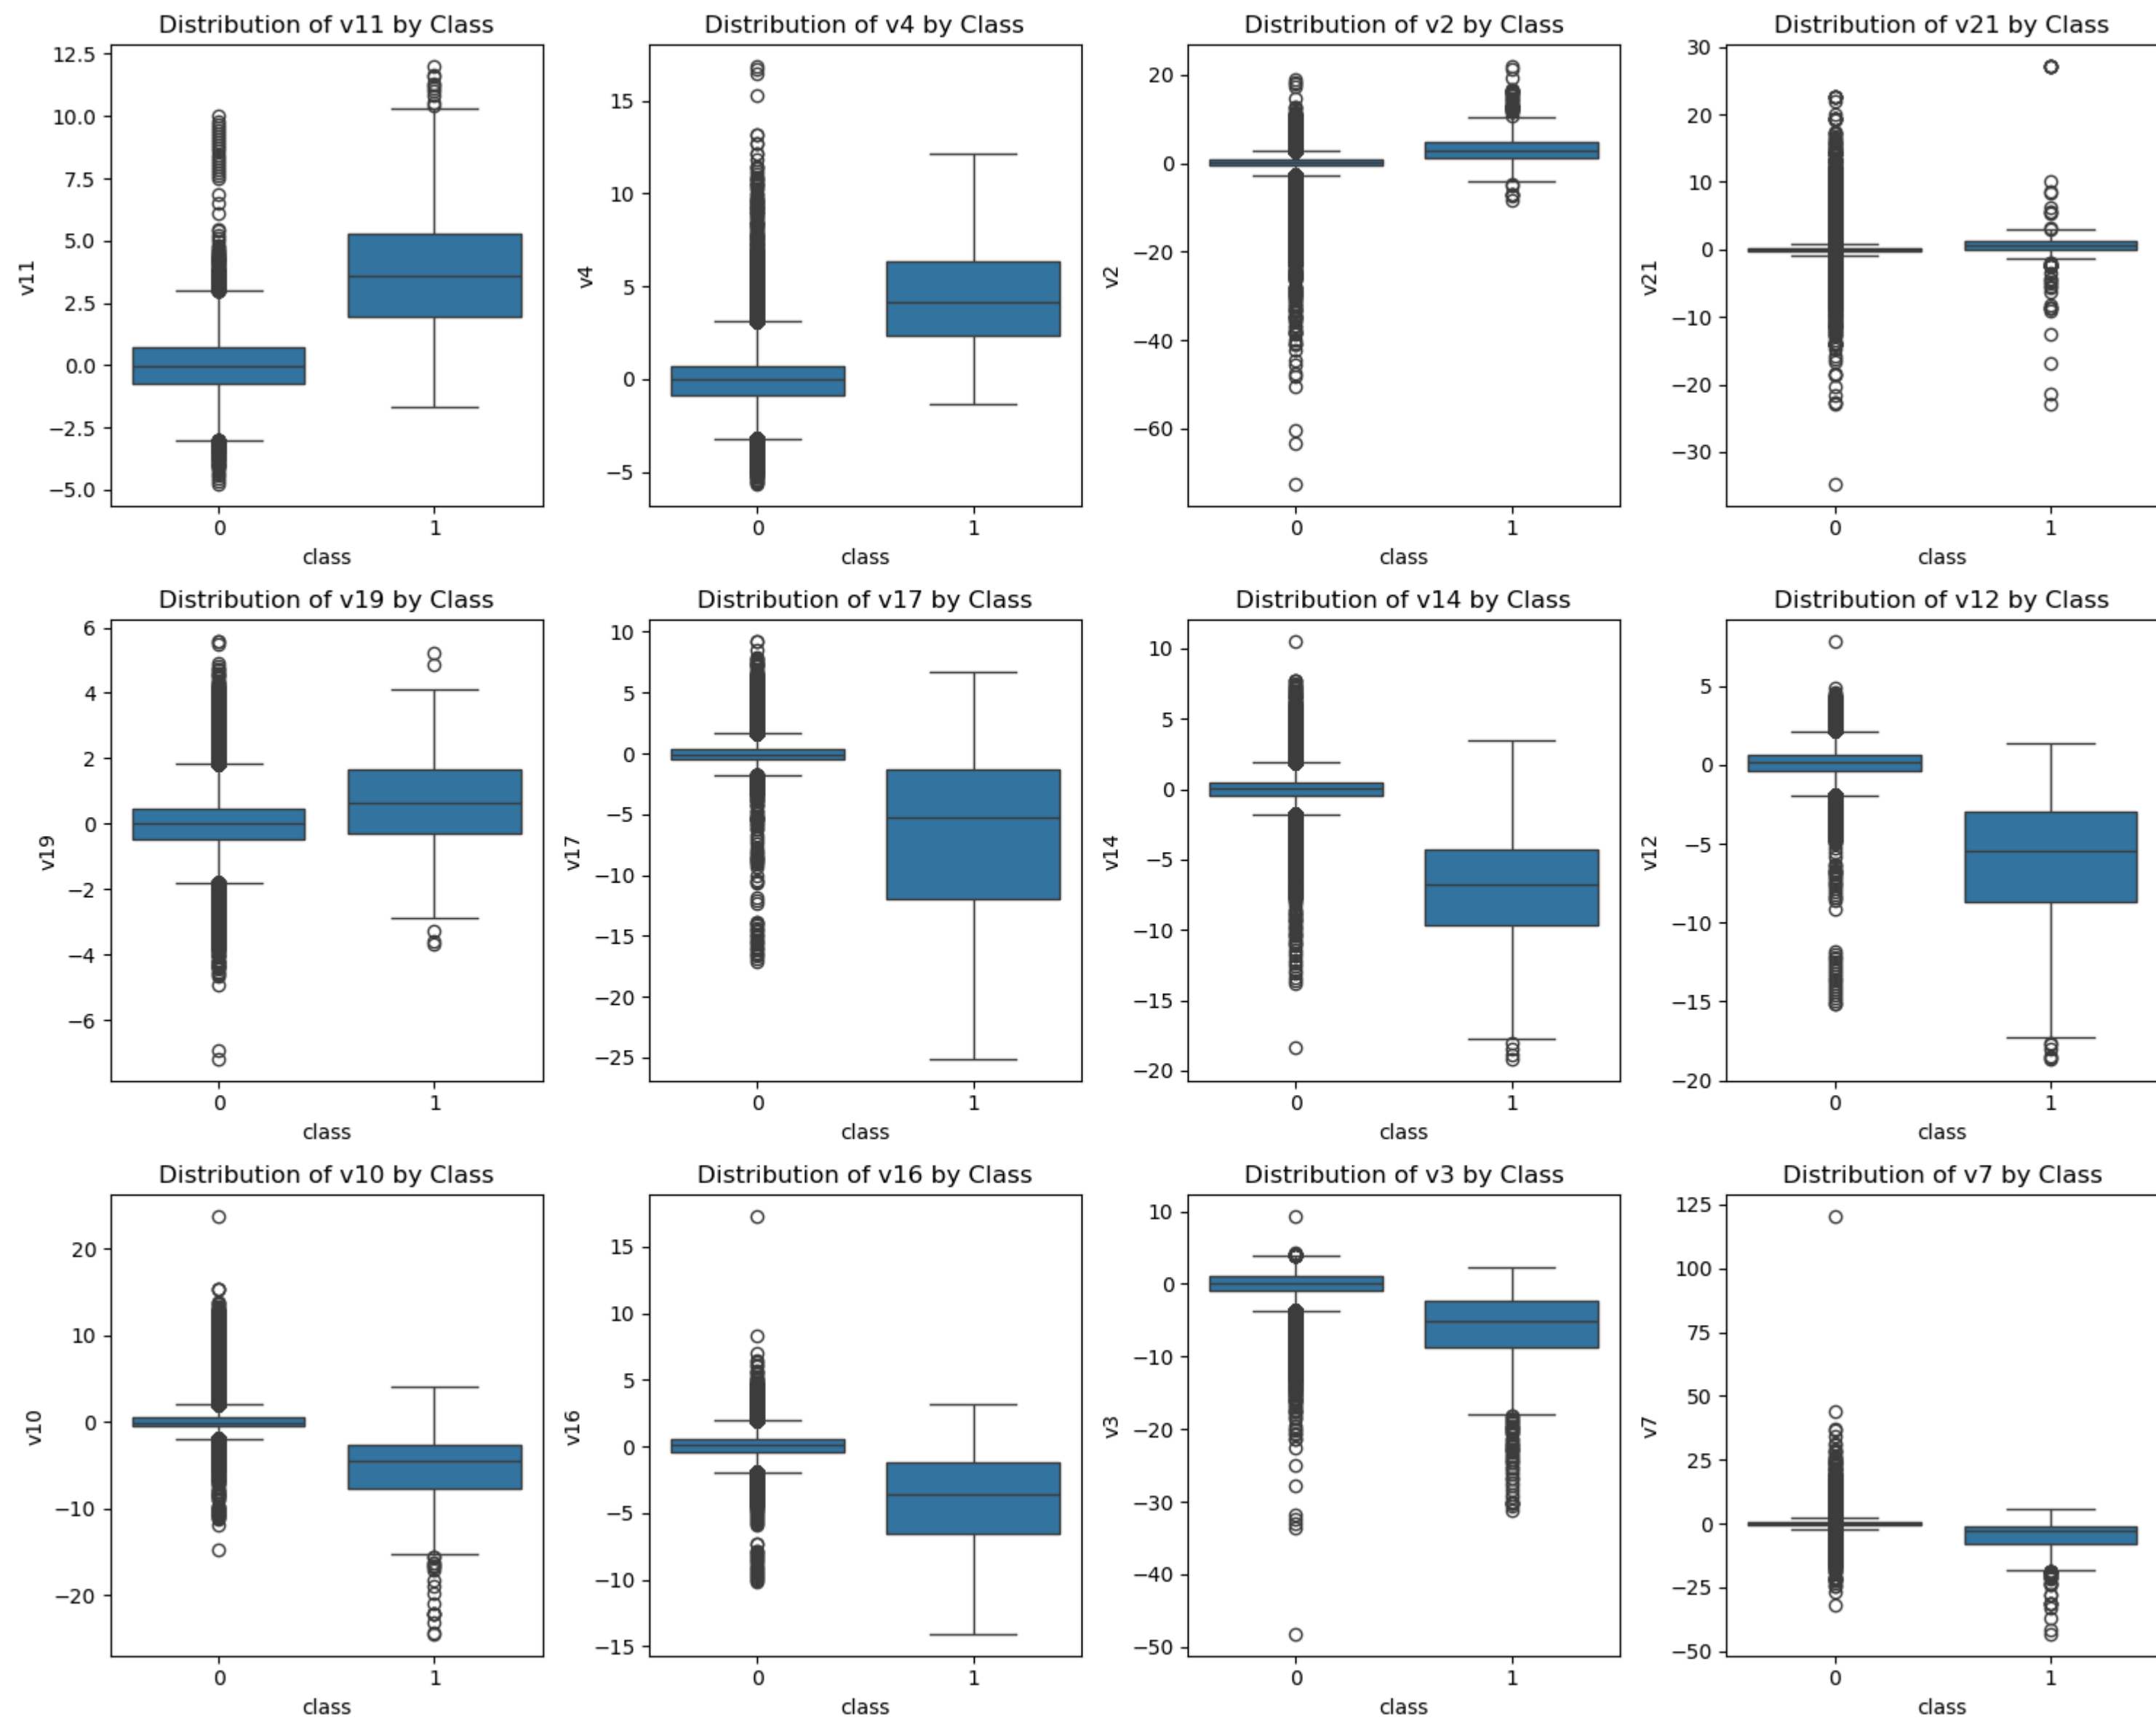 Distribution of v11 by Class
Distribution of v4 by Class
Distribution of v2 by Class
Distribution of v21 by Class
12.5
10.0
7.5
5.0
2.5
0.0
−2.5
−5.0
v11
0
1
class
15
10
5
0
−5
v4
0
1
class
20
0
−20
−40
−60
v2
0
1
class
30
20
10
0
−10
−20
−30
v21
0
1
class
Distribution of v19 by Class
Distribution of v17 by Class
Distribution of v14 by Class
Distribution of v12 by Class
6
4
2
0
−2
−4
−6
v19
0
1
class
10
5
0
−5
−10
−15
−20
−25
v17
0
1
class
10
5
0
−5
−10
−15
−20
v14
0
1
class
5
0
−5
−10
−15
−20
v12
0
1
class
Distribution of v10 by Class
Distribution of v16 by Class
Distribution of v3 by Class
Distribution of v7 by Class
20
10
0
−10
−20
v10
0
1
class
15
10
5
0
−5
−10
−15
v16
0
1
class
10
0
−10
−20
−30
−40
−50
v3
0
1
class
125
100
75
50
25
0
−25
−50
v7
0
1
class